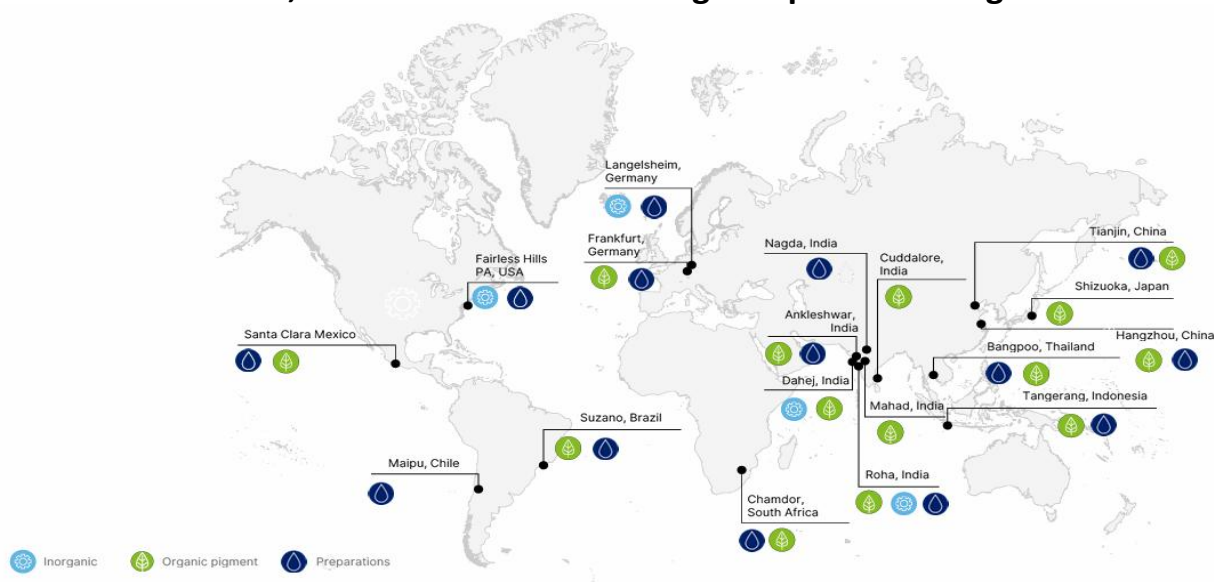 Langelsheim,
Germany
Frankfurt,
Germany
Nagda, India
Cuddalore,
India
Tianjin, China
Fairless Hills
PA, USA
Shizuoka, Japan
Ankleshwar,
India
Santa Clara Mexico
Hangzhou, China
Bangpoo, Thailand
Dahej, India
Mahad, India
Tangerang, Indonesia
Suzano, Brazil
Maipu, Chile
Roha, India
Chamdor,
South Africa
Inorganic
Organic pigment
Preparations